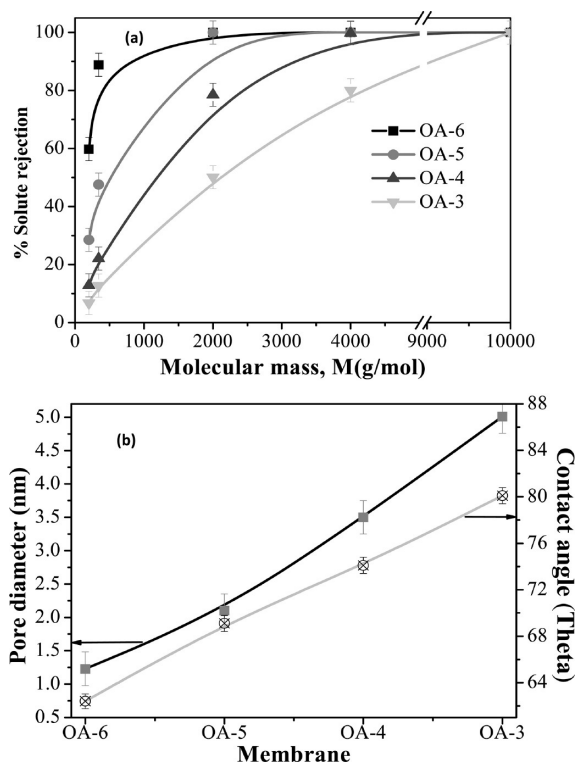 (a)
% Solute rejection
100
80
60
40
20
0
OA-6
OA-5
OA-4
OA-3
0 1000 2000 3000 4000 9000 10000
Molecular mass, M(g/mol)
(b)
Pore diameter (nm)
5.0
4.5
4.0
3.5
3.0
2.5
2.0
1.5
1.0
0.5
88
84
80
76
72
68
64
Contact angle (Theta)
OA-6 OA-5 OA-4 OA-3
Membrane